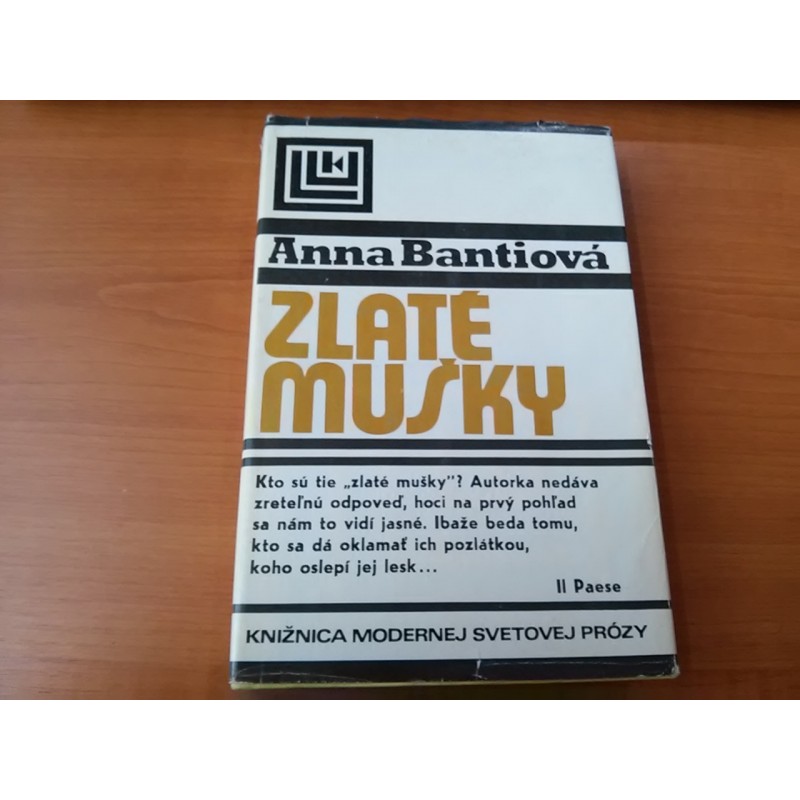 Anna Bantiová
ZLATÉ
MUŠKY
Kto sú tie „zlaté mušky"? Autorka nedáva
zreteľnú odpoveď, hoci na prvý pohľad
sa nám to vidí jasné. Ibaže beda tomu,
kto sa dá oklamať ich pozlátkou,
koho oslepí jej lesk...
Il Paese
KNIŽNICA MODERNEJ SVETOVEJ PRÓZY